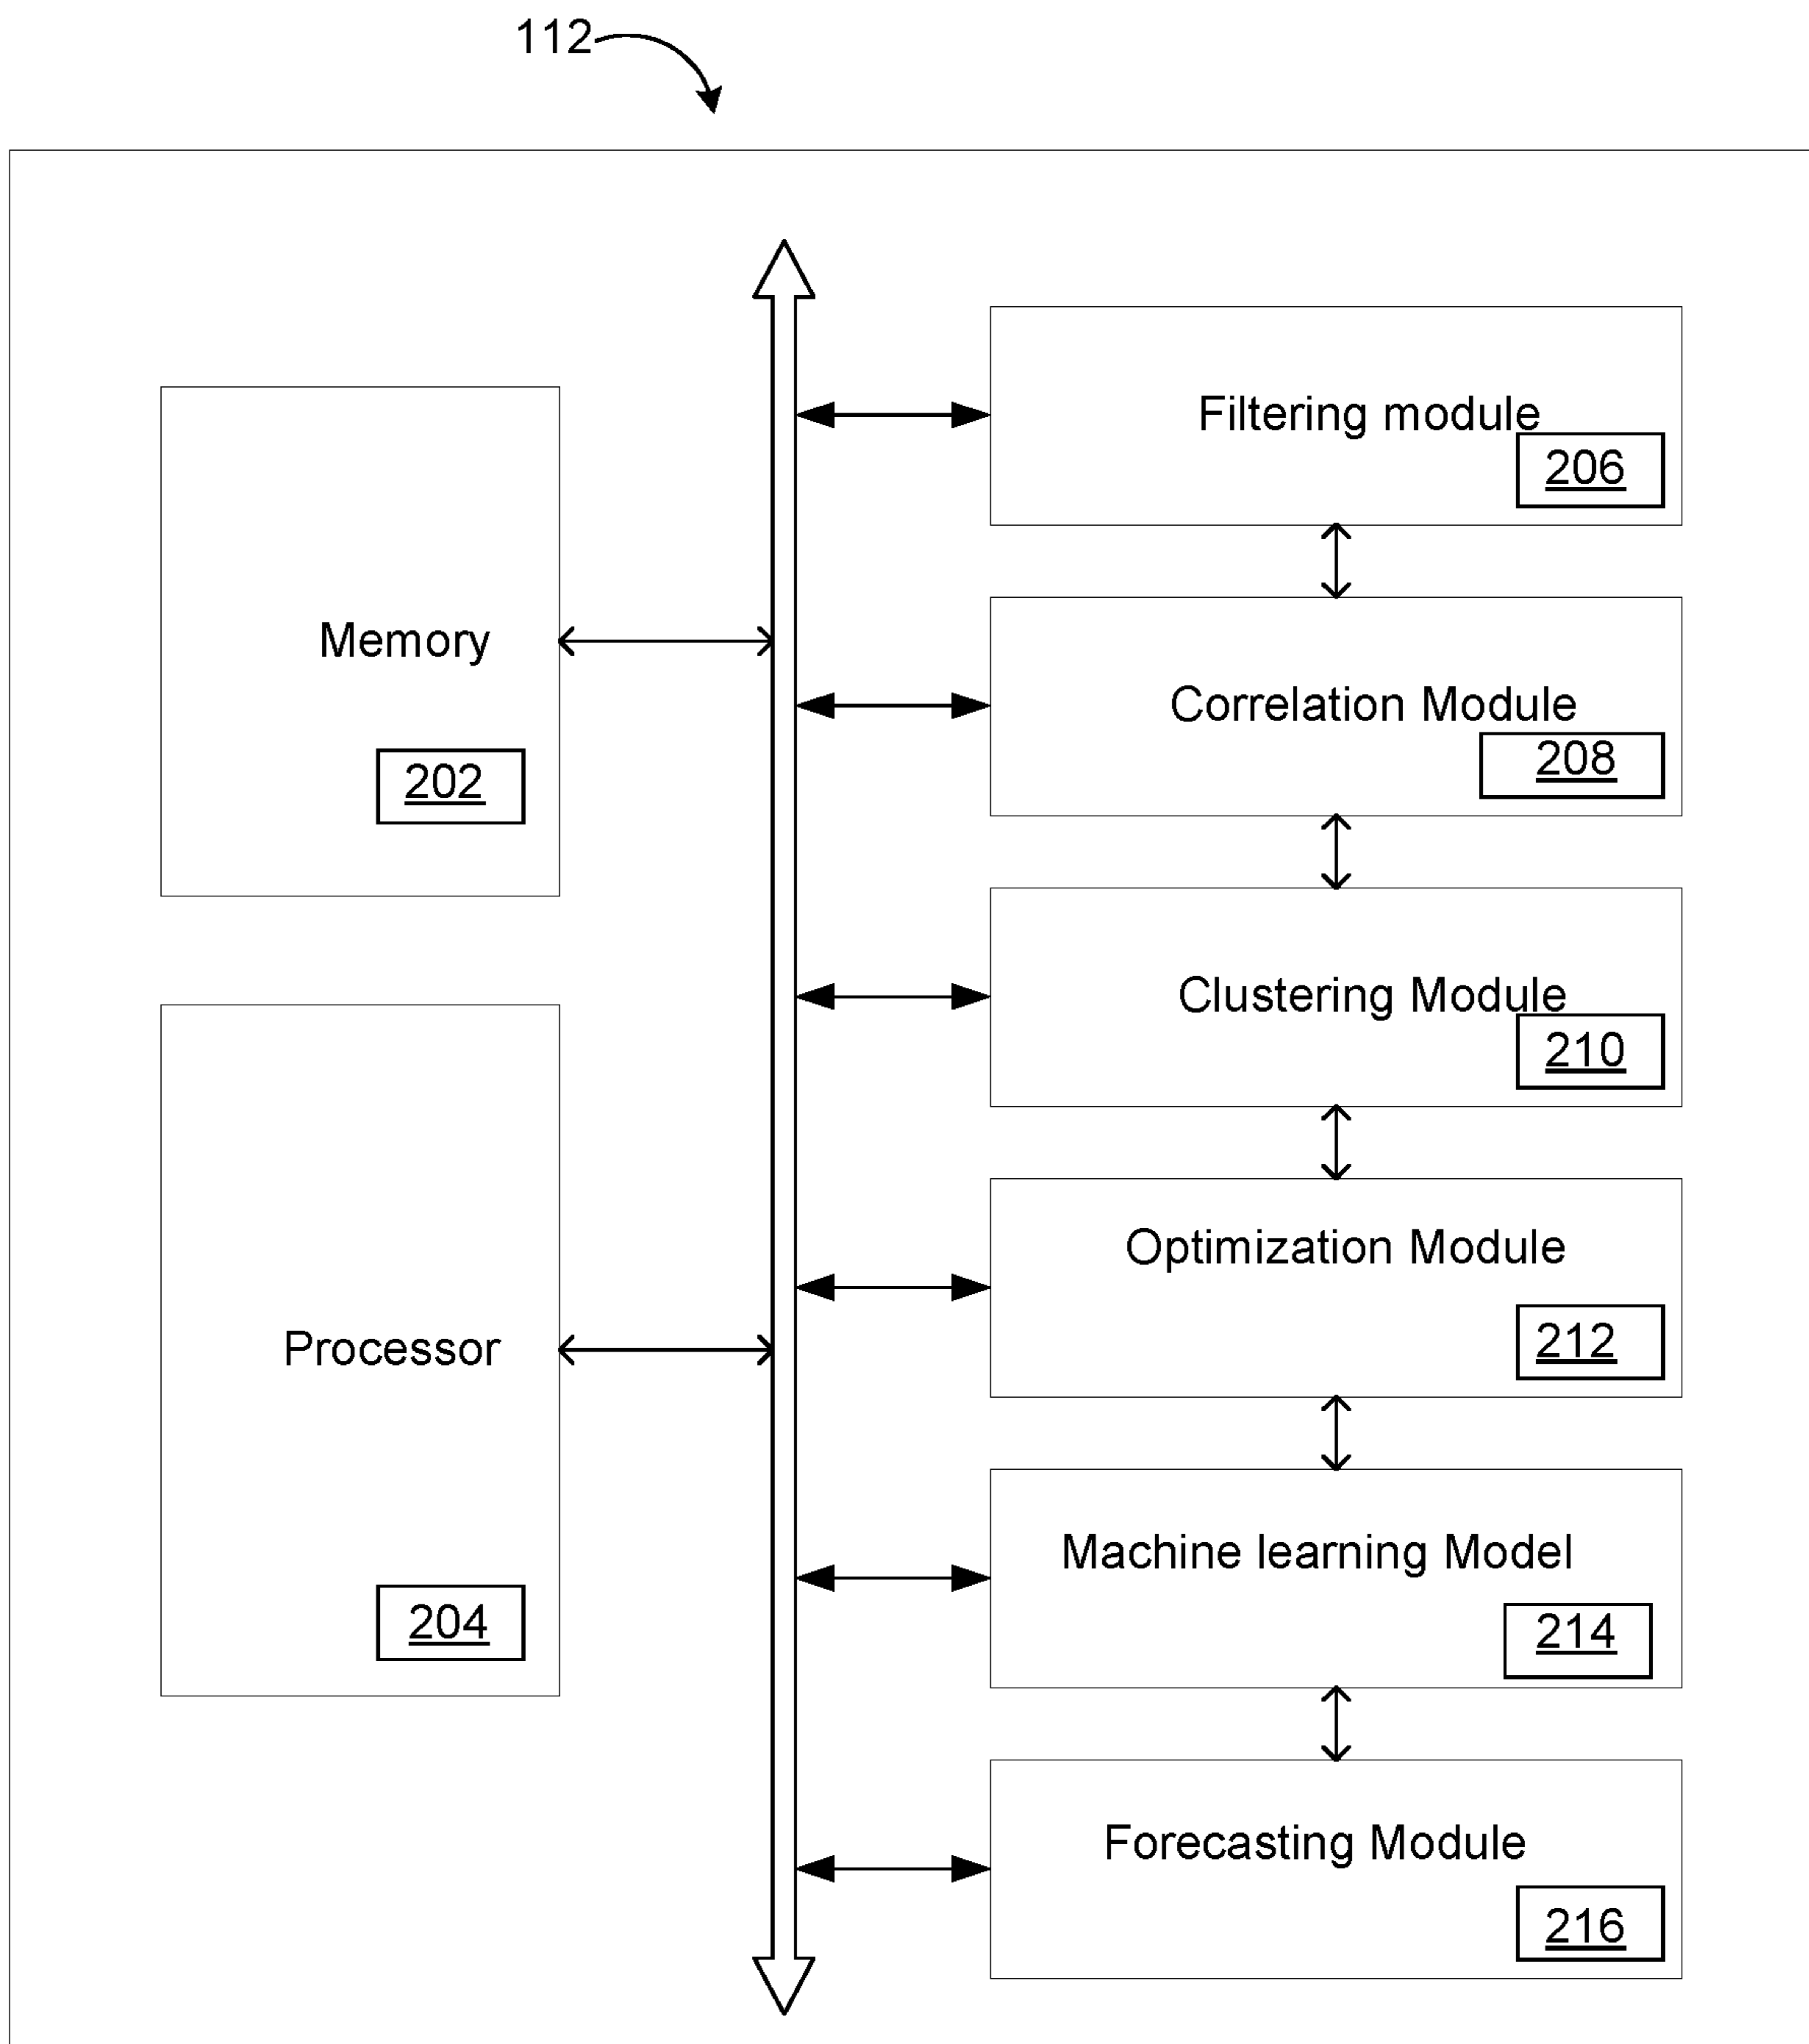 112
Memory
202
Processor
204
Filtering module
206
Correlation Module
208
Clustering Module
210
Optimization Module
212
Machine learning Model
214
Forecasting Module
216